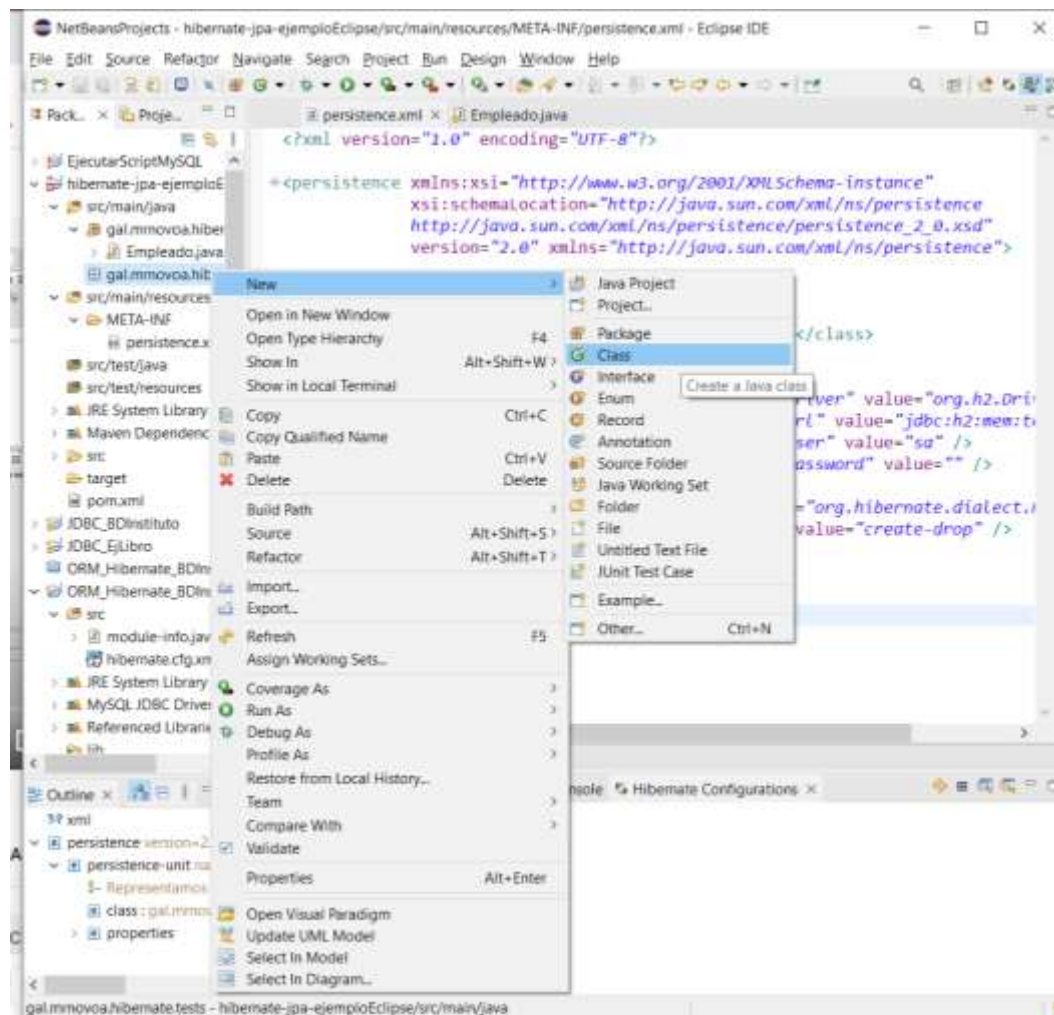 NetBeansProjects - hibernate-jpa-ejemploEclipse/src/main/resources/META-INF/persistence.xml - Eclipse IDE
File Edit Source Refactor Navigate Search Project Run Design Window Help
Pack... Proje...
persistence.xml Empleado.java
EjecutarScriptMySQL
hibernate-jpa-ejemploE
src/main/java
gal.mmovoa.hiber
Empleado.java
gal.mmovoa.hib
src/main/resources
META-INF
persistence.x
src/test/java
src/test/resources
JRE System Library
Maven Dependenc
src
target
pom.xml
JDBC_BDInstituto
JDBC_EjLibro
ORM_Hibernate_BDIns
ORM_Hibernate_BDIns
src
module-info.jav
hibernate.cfg.xm
JRE System Library
MySQL JDBC Driver
Referenced Librarie
lib
<?xml version="1.0" encoding="UTF-8"?>
<persistence xmlns:xsi="http://www.w3.org/2001/XMLSchema-instance"
xsi:schemaLocation="http://java.sun.com/xml/ns/persistence
http://java.sun.com/xml/ns/persistence/persistence_2_0.xsd"
version="2.0" xmlns="http://java.sun.com/xml/ns/persistence">
</class>
iver" value="org.h2.Dri
rl" value="jdbc:h2:mem:t
ser" value="sa" />
assword" value="" />
="org.hibernate.dialect.
value="create-drop" />
New
Open in New Window
Open Type Hierarchy F4
Show In Alt+Shift+W
Show in Local Terminal
Copy Ctrl+C
Copy Qualified Name
Paste Ctrl+V
Delete Delete
Build Path
Source Alt+Shift+S
Refactor Alt+Shift+T
Import...
Export...
Refresh F5
Assign Working Sets...
Coverage As
Run As
Debug As
Profile As
Restore from Local History...
Team
Compare With
Validate
Properties Alt+Enter
Open Visual Paradigm
Update UML Model
Select In Model
Select In Diagram...
Java Project
Project...
Package
Class
Interface
Enum
Record
Annotation
Source Folder
Java Working Set
Folder
File
Untitled Text File
JUnit Test Case
Example...
Other... Ctrl+N
Create a Java class
Outline
xml
persistence version=2.
persistence-unit na
Representamos
class : gal.mmov
properties
nsole Hibernate Configurations
gal.mmovoa.hibernate.tests - hibernate-jpa-ejemploEclipse/src/main/java